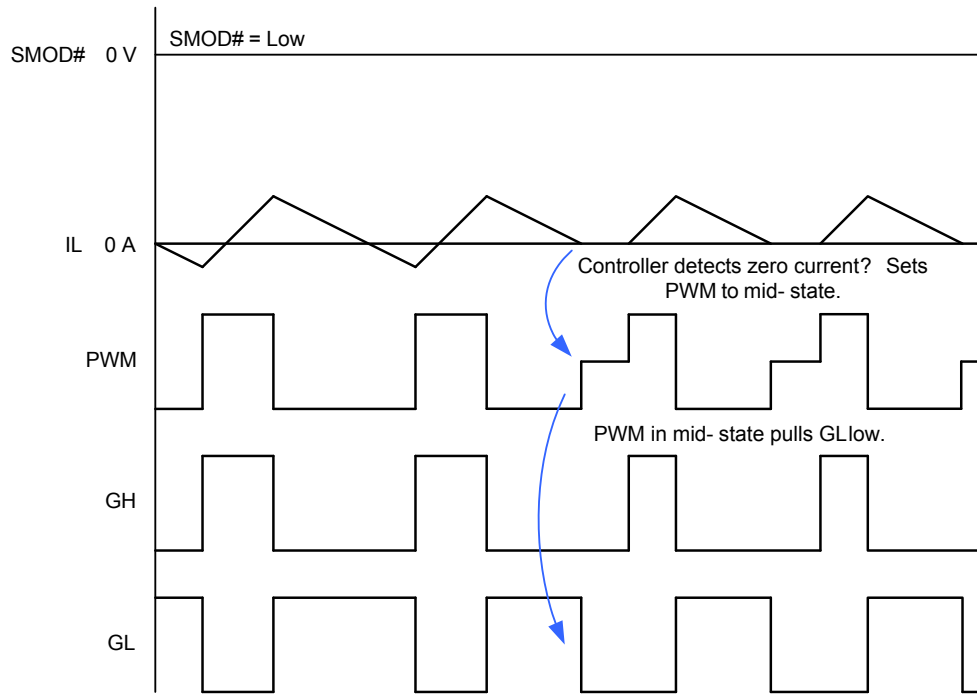 SMOD# = Low
SMOD# 0 V
IL 0 A
Controller detects zero current? Sets
PWM to mid- state.
PWM
PWM in mid- state pulls GLlow.
GH
GL